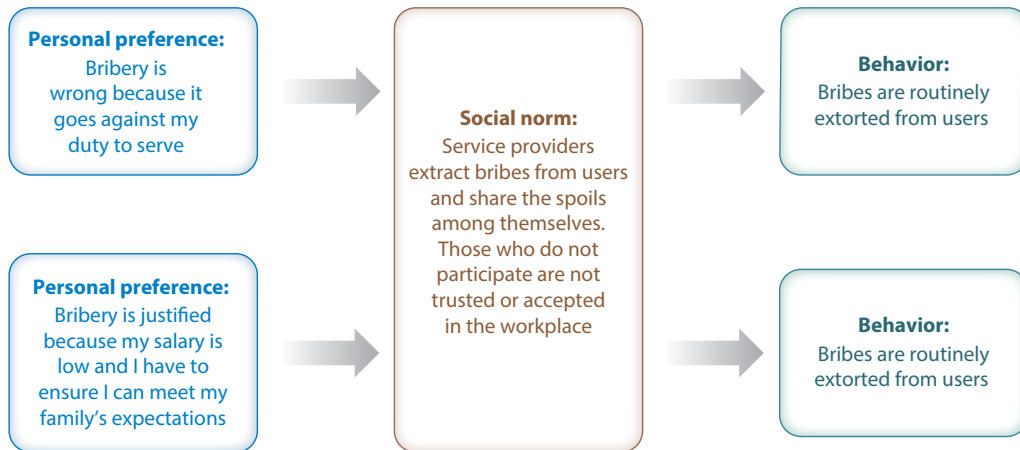 Personal preference:
Bribery is
wrong because it
goes against my
duty to serve
Personal preference:
Bribery is justified
because my salary is
low and I have to
ensure I can meet my
family’s expectations
Social norm:
Service providers
extract bribes from users
and share the spoils
among themselves.
Those who do not
participate are not
trusted or accepted
in the workplace
Behavior:
Bribes are routinely
extorted from users
Behavior:
Bribes are routinely
extorted from users